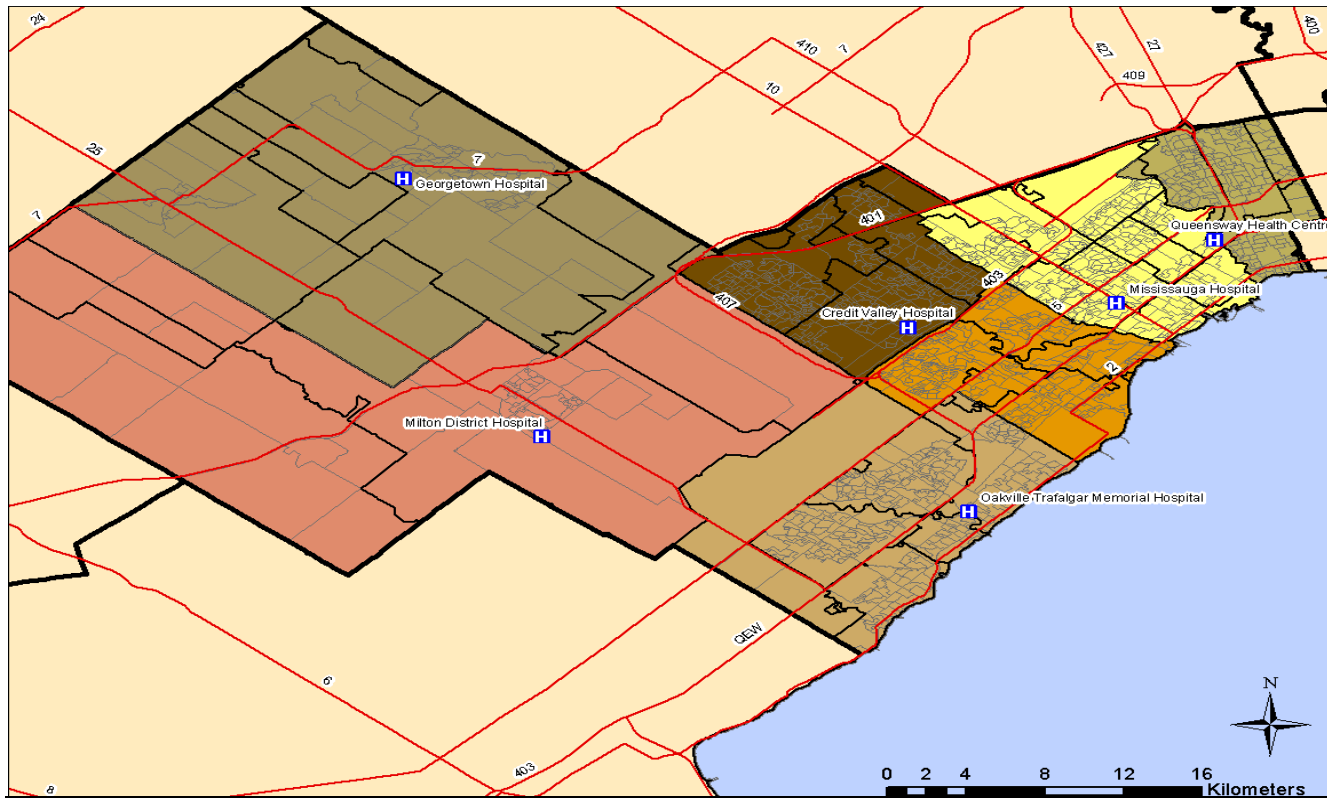 24
410
7
427
27
400
409
10
25
7
H
Georgetown Hospital
7
401
Queensway Health Centre
H
403
407
Mississauga Hospital
H
5
Credit Valley Hospital
H
2
Milton District Hospital
H
Oakville Trafalgar Memorial Hospital
H
QEW
6
N
403
8
0 2 4 8 12 16
Kilometers